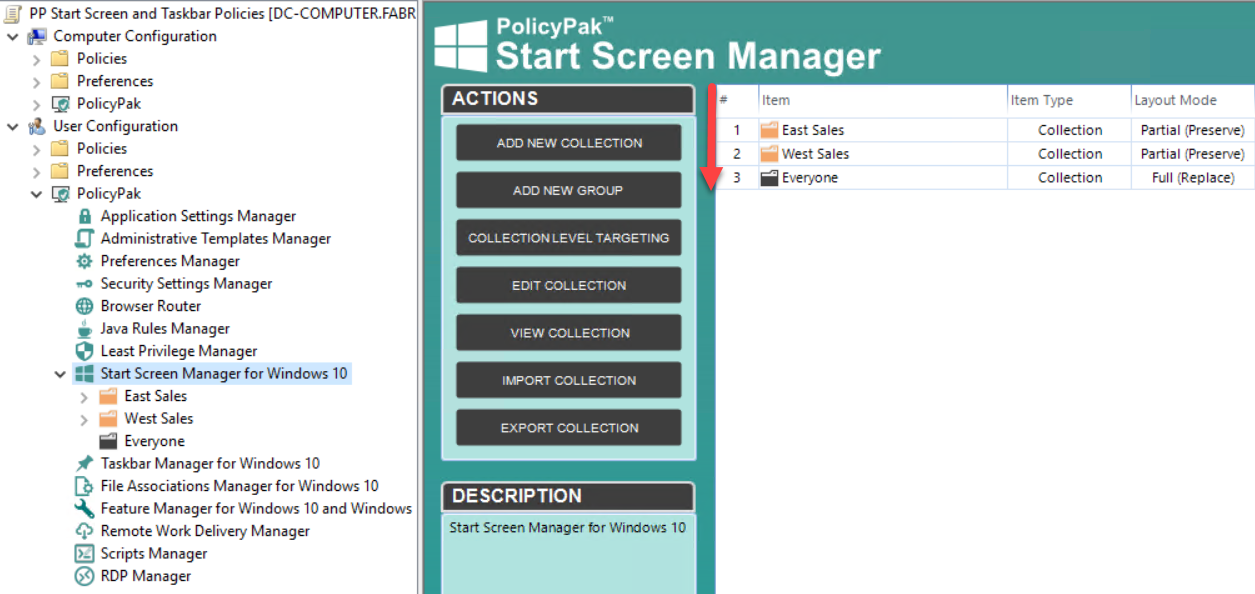 PP Start Screen and Taskbar Policies [DC-COMPUTER.FABR
Computer Configuration
Policies
Preferences
PolicyPak
User Configuration
Policies
Preferences
PolicyPak
Application Settings Manager
Administrative Templates Manager
Preferences Manager
Security Settings Manager
Browser Router
Java Rules Manager
Least Privilege Manager
Start Screen Manager for Windows 10
East Sales
West Sales
Everyone
Taskbar Manager for Windows 10
File Associations Manager for Windows 10
Feature Manager for Windows 10 and Windows
Remote Work Delivery Manager
Scripts Manager
RDP Manager
PolicyPak™
Start Screen Manager
ACTIONS
ADD NEW COLLECTION
ADD NEW GROUP
COLLECTION LEVEL TARGETING
EDIT COLLECTION
VIEW COLLECTION
IMPORT COLLECTION
EXPORT COLLECTION
DESCRIPTION
Start Screen Manager for Windows 10
# Item Item Type Layout Mode
1 East Sales Collection Partial (Preserve)
2 West Sales Collection Partial (Preserve)
3 Everyone Collection Full (Replace)